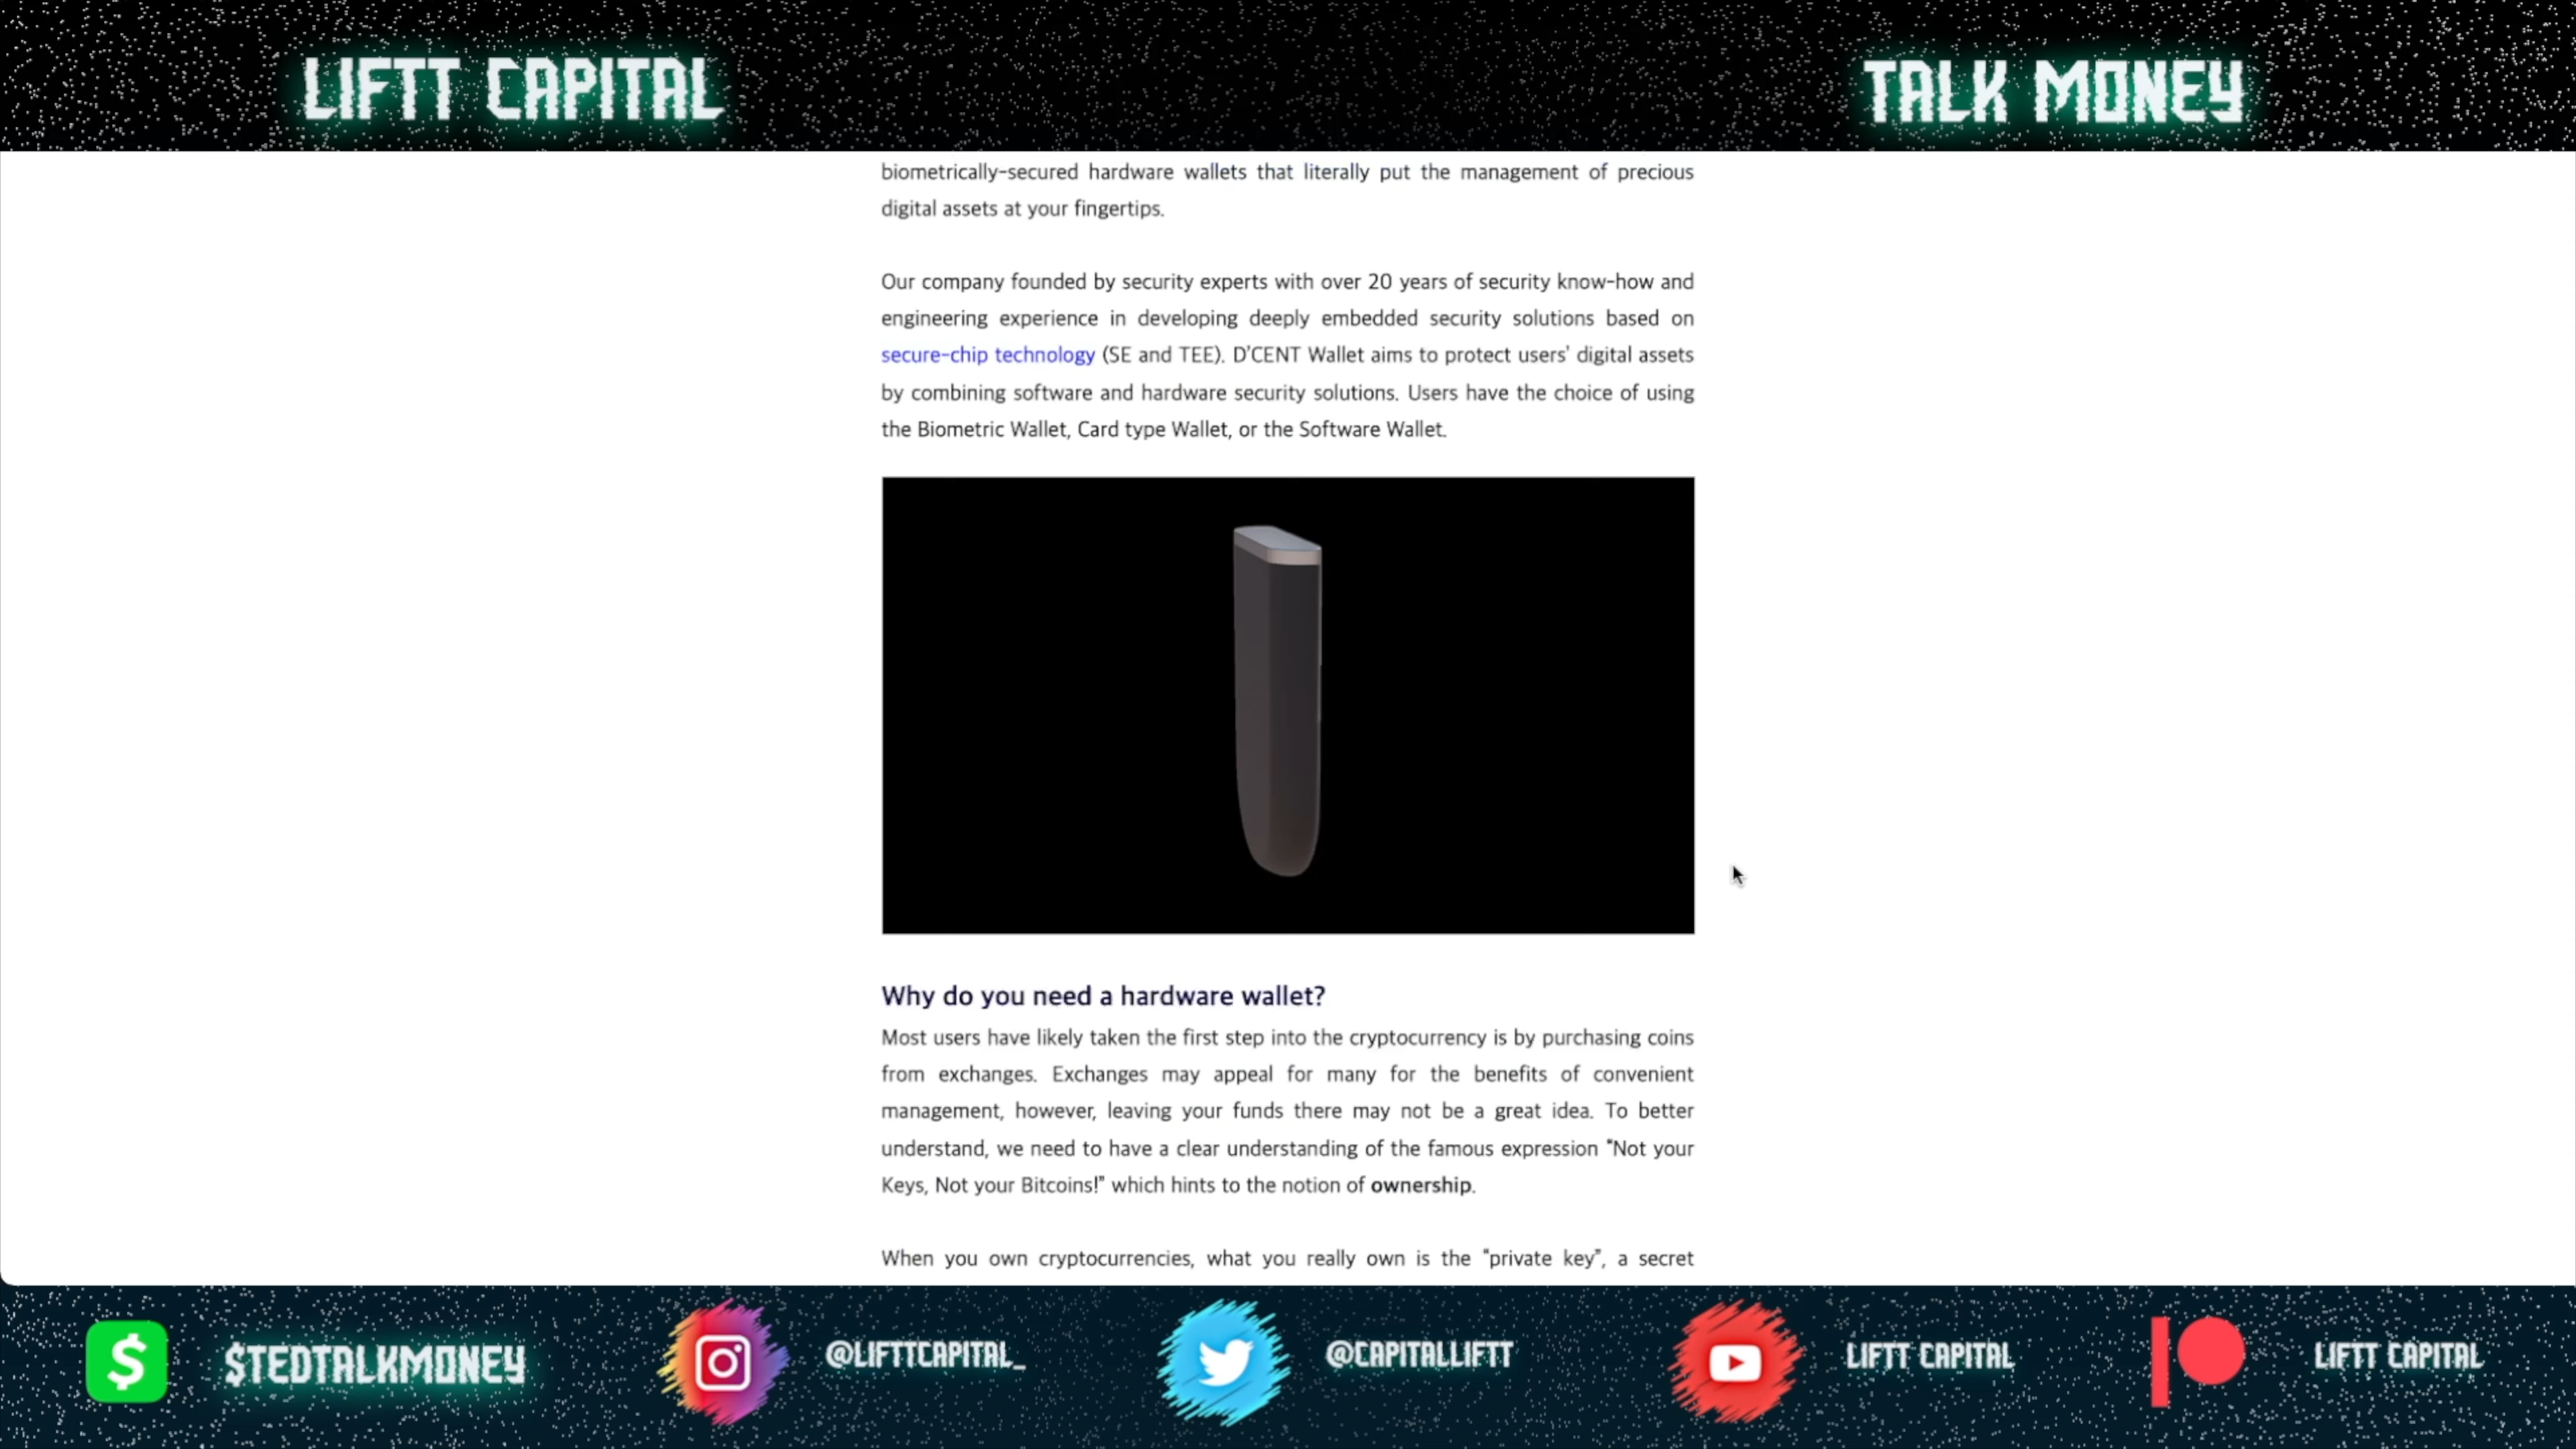 LIFTT CAPITAL
TALK MONEY
biometrically-secured hardware wallets that literally put the management of precious
digital assets at your fingertips.
Our company founded by security experts with over 20 years of security know-how and
engineering experience in developing deeply embedded security solutions based on
secure-chip technology (SE and TEE). D'CENT Wallet aims to protect users' digital assets
by combining software and hardware security solutions. Users have the choice of using
the Biometric Wallet, Card type Wallet, or the Software Wallet.
Why do you need a hardware wallet?
Most users have likely taken the first step into the cryptocurrency is by purchasing coins
from exchanges. Exchanges may appeal for many for the benefits of convenient
management, however, leaving your funds there may not be a great idea. To better
understand, we need to have a clear understanding of the famous expression "Not your
Keys, Not your Bitcoins!" which hints to the notion of ownership.
When you own cryptocurrencies, what you really own is the "private key", a secret
$
$TEDTALKMONEY
@LIFTTCAPITAL_
@CAPITALLIFTT
LIFTT CAPITAL
LIFTT CAPITAL